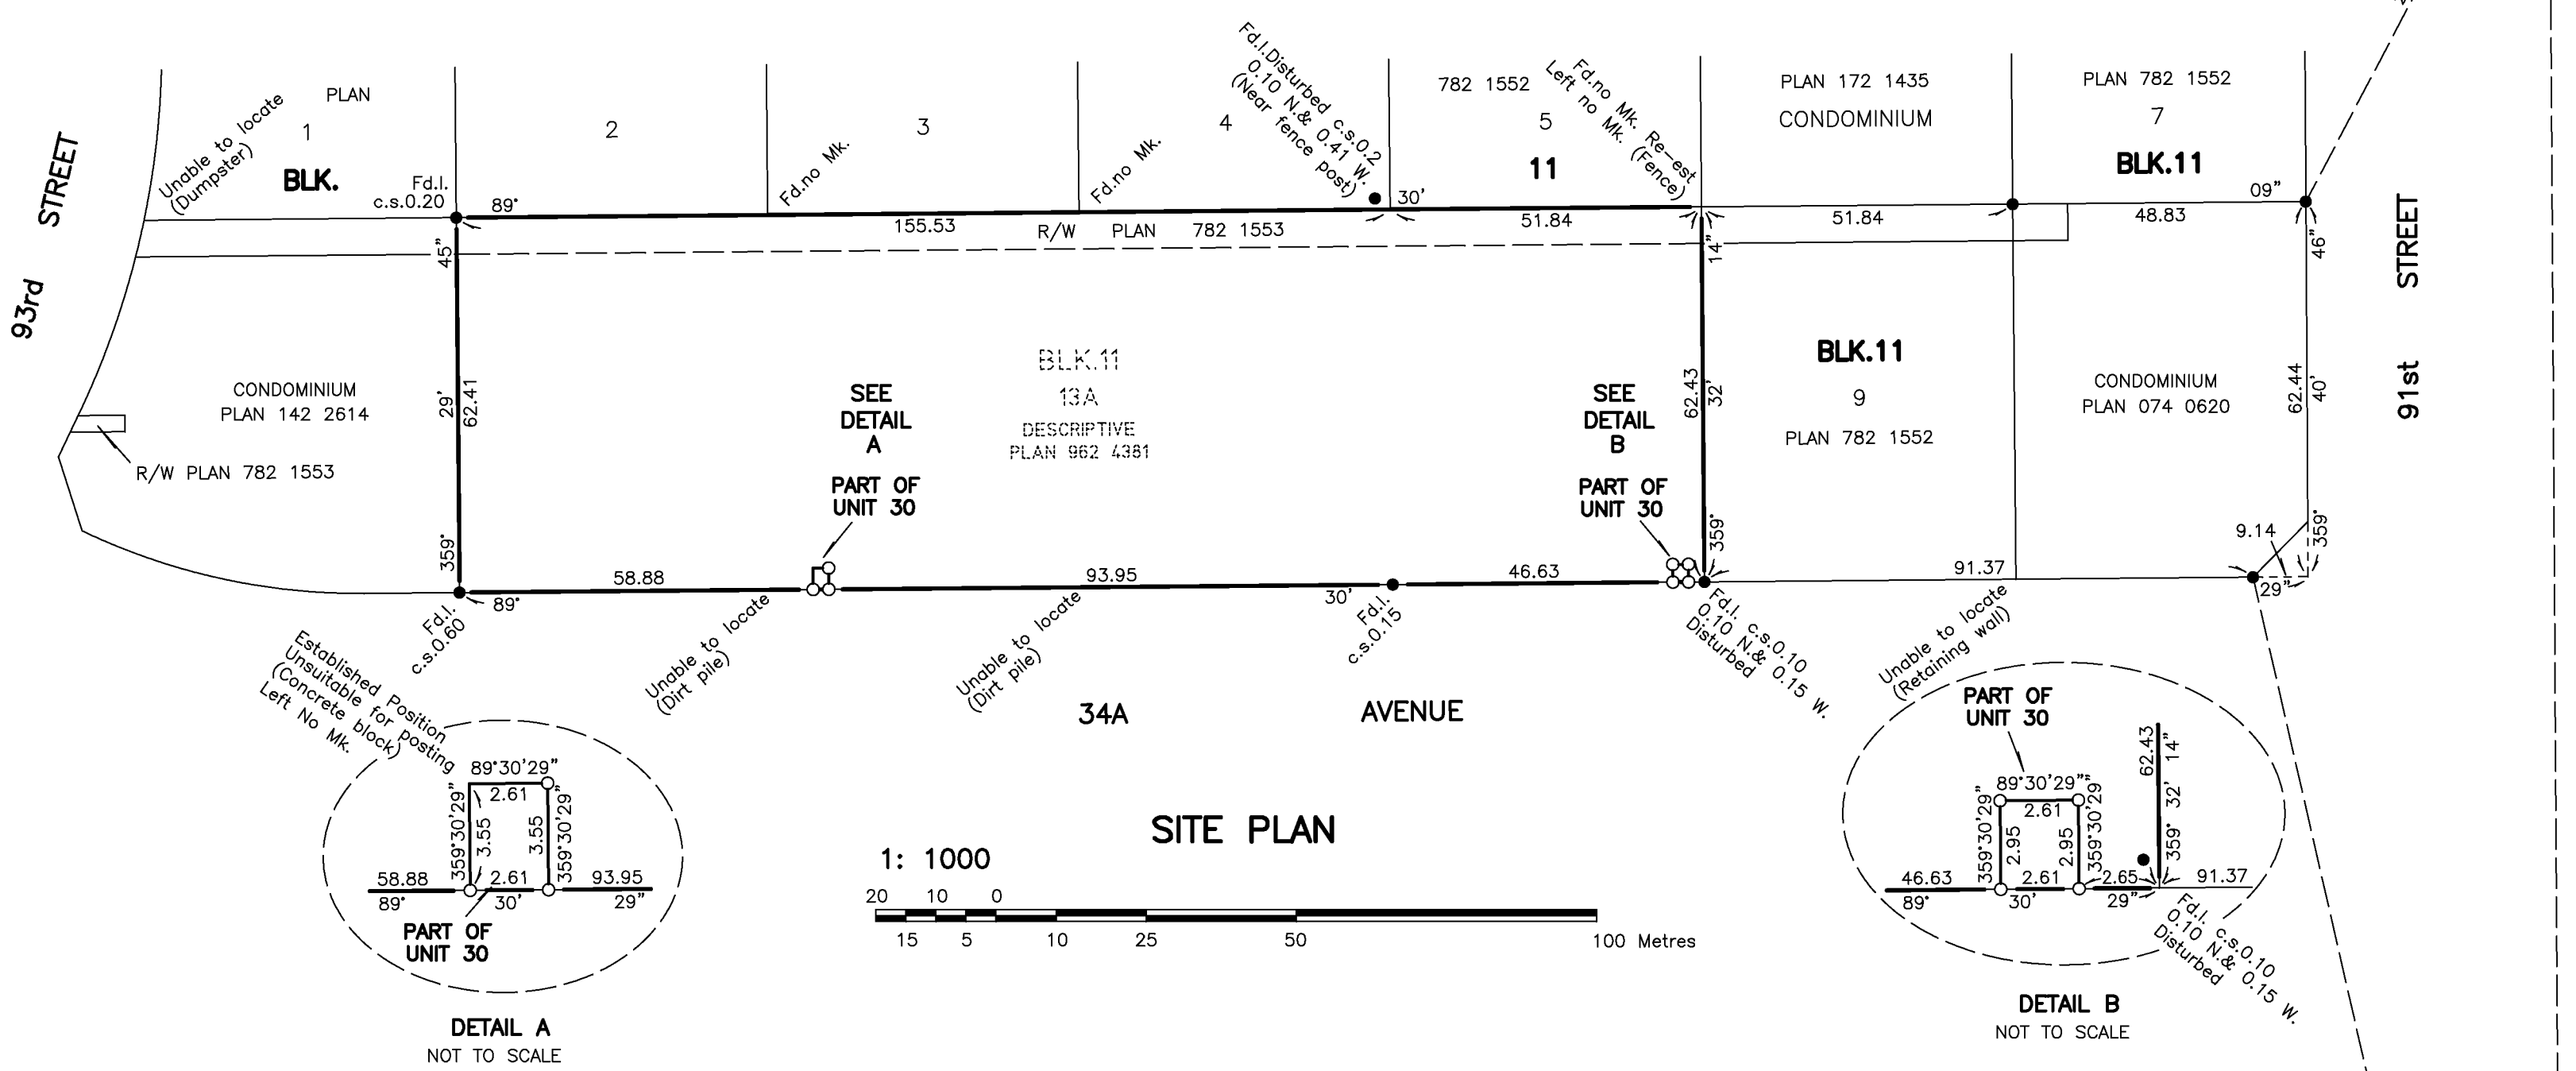 93rd STREET
Unable to locate
(Dumpster)
PLAN
1
BLK.
Fd.I.
c.s.0.20
2
3
Fd.no Mk.
4
Fd.no Mk.
Fd.I.Disturbed c.s.0.2
0.10 N.& 0.41 W.
(Near fence post)
782 1552
5
11
Fd.no Mk. Re-est
Left no Mk. (Fence)
PLAN 172 1435
CONDOMINIUM
PLAN 782 1552
7
BLK.11
89°
155.53
30'
51.84
51.84
48.83
09"
R/W PLAN 782 1553
45"
29'
62.41
359°
14"
62.43
32'
359°
46"
62.44
40'
359°
91st STREET
CONDOMINIUM
PLAN 142 2614
R/W PLAN 782 1553
BLK.11
13A
DESCRIPTIVE
PLAN 962 4381
SEE
DETAIL
A
PART OF
UNIT 30
SEE
DETAIL
B
PART OF
UNIT 30
BLK.11
9
PLAN 782 1552
CONDOMINIUM
PLAN 074 0620
9.14
89°
58.88
93.95
30'
46.63
91.37
29"
Fd.I.
c.s.0.60
Unable to locate
(Dirt pile)
Unable to locate
(Dirt pile)
Fd.I.
c.s.0.15
Fd.I. c.s.0.10
0.10 N.& 0.15 W.
Disturbed
Unable to locate
(Retaining wall)
34A AVENUE
Established Position
Unsuitable for posting
(Concrete block)
Left No Mk.
89°30'29"
2.61
359°30'29"
3.55
3.55
359°30'29"
58.88
2.61
93.95
89°
30'
29"
PART OF
UNIT 30
DETAIL A
NOT TO SCALE
SITE PLAN
1: 1000
20 10 0
15 5 10 25 50 100 Metres
PART OF
UNIT 30
89°30'29"
2.61
359°30'29"
2.95
2.95
359°30'29"
62.43
14"
32'
359°
46.63
2.61
2.65
91.37
89°
30'
29"
Fd.I. c.s.0.10
0.10 N.& 0.15 W.
Disturbed
DETAIL B
NOT TO SCALE